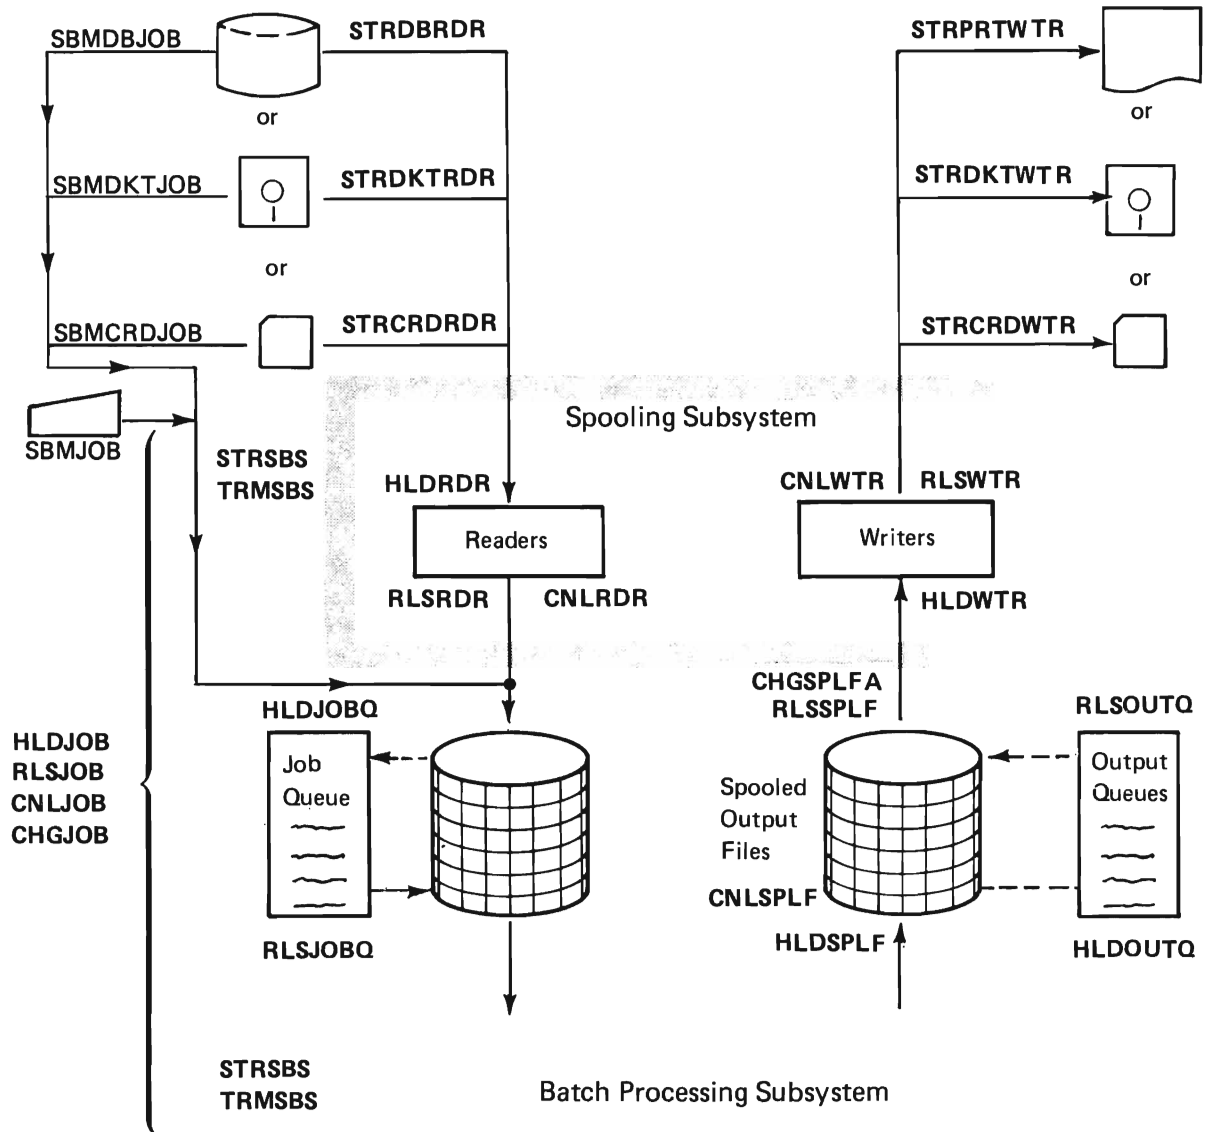 SBMDBJOB
STRDBRDR
STRPRTWTR
or
or
SBMDKTJOB
STRDKTRDR
STRDKTWTR
or
or
SBMCRDJOB
STRCRDRDR
STRCRDWTR
Spooling Subsystem
SBMJOB
STRSBS
TRMSBS
HLDRDR
CNLWTR
RLSWTR
Readers
Writers
RLSRDR
CNLRDR
HLDWTR
CHGSPLFA
RLSSPLF
HLDJOBQ
RLSOUTQ
HLDJOB
RLSJOB
CNLJOB
CHGJOB
Job
Queue
Spooled
Output
Files
Output
Queues
CNLSPLF
HLDSPLF
RLSJOBQ
HLDOUTQ
STRSBS
TRMSBS
Batch Processing Subsystem